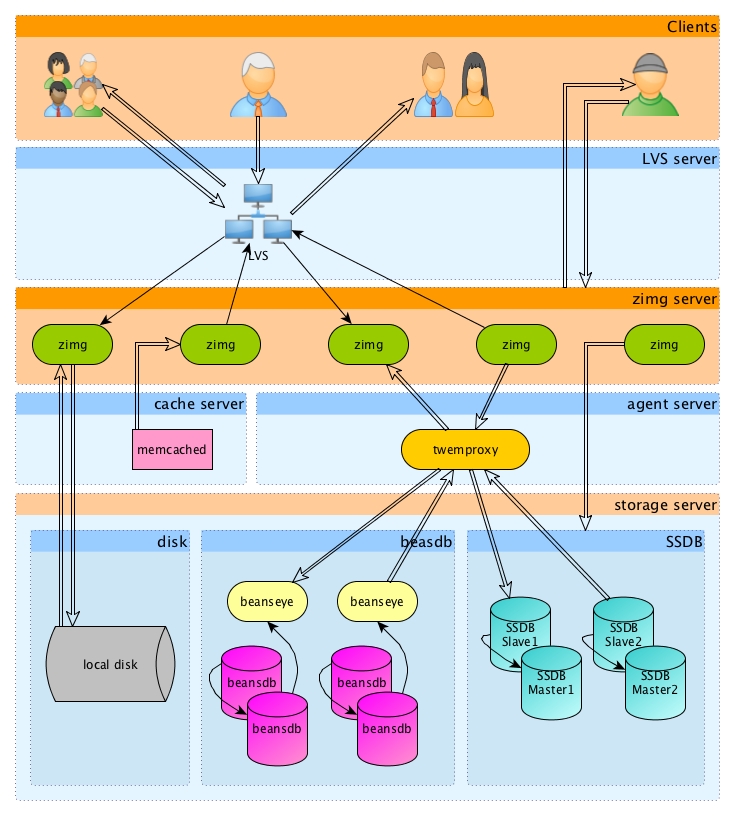 Clients
LVS server
LVS
zimg server
zimg
zimg
zimg
zimg
zimg
cache server
agent server
memcached
twemproxy
storage server
disk
beasdb
SSDB
beanseye
beanseye
local disk
beansdb
beansdb
beansdb
beansdb
SSDB
Slave1
SSDB
Slave2
SSDB
Master1
SSDB
Master2